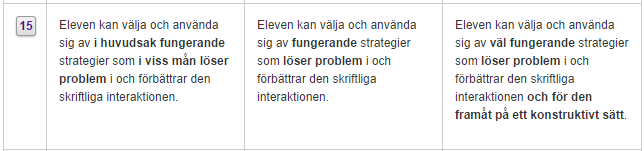 15
Eleven kan välja och använda
sig av i huvudsak fungerande
strategier som i viss mån löser
problem i och förbättrar den
skriftliga interaktionen.
Eleven kan välja och använda
sig av fungerande strategier
som löser problem i och
förbättrar den skriftliga
interaktionen.
Eleven kan välja och använda
sig av väl fungerande strategier
som löser problem i och
förbättrar den skriftliga
interaktionen och för den
framåt på ett konstruktivt sätt.